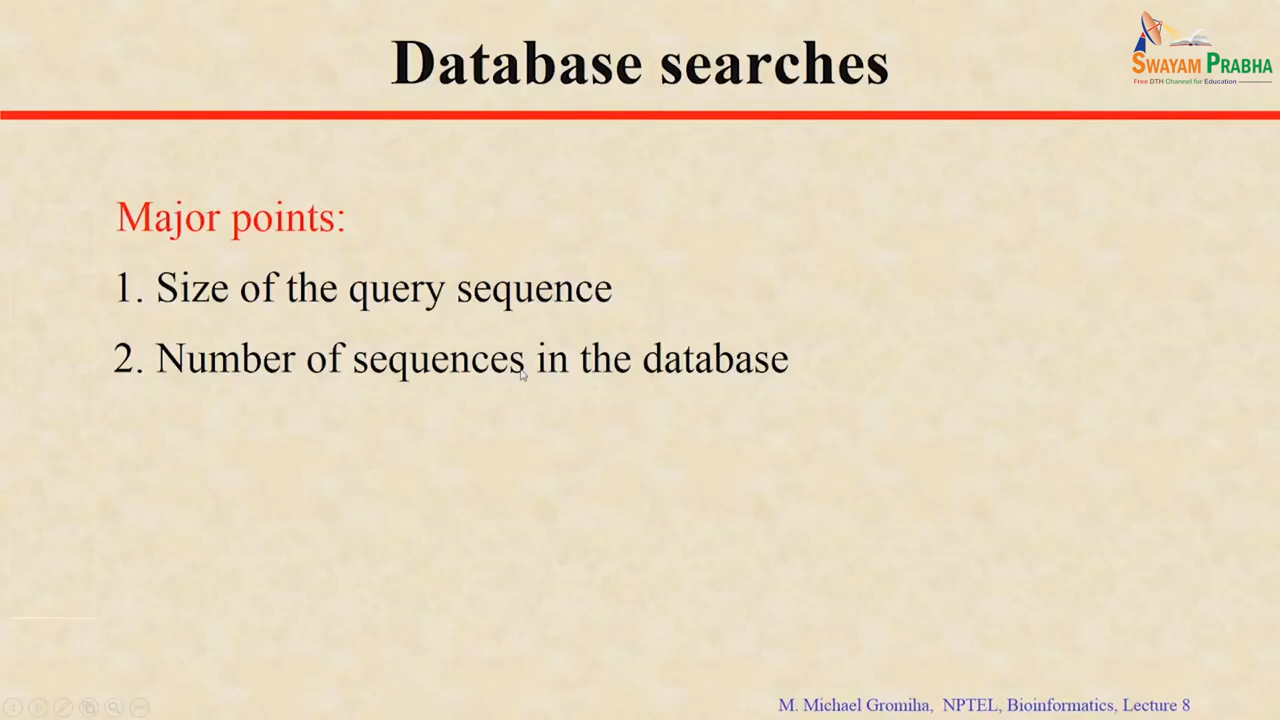 Database searches
SWAYAM PRABHA
Free DTH Channel for Education
Major points:
1. Size of the query sequence
2. Number of sequences in the database
M. Michael Gromiha, NPTEL, Bioinformatics, Lecture 8